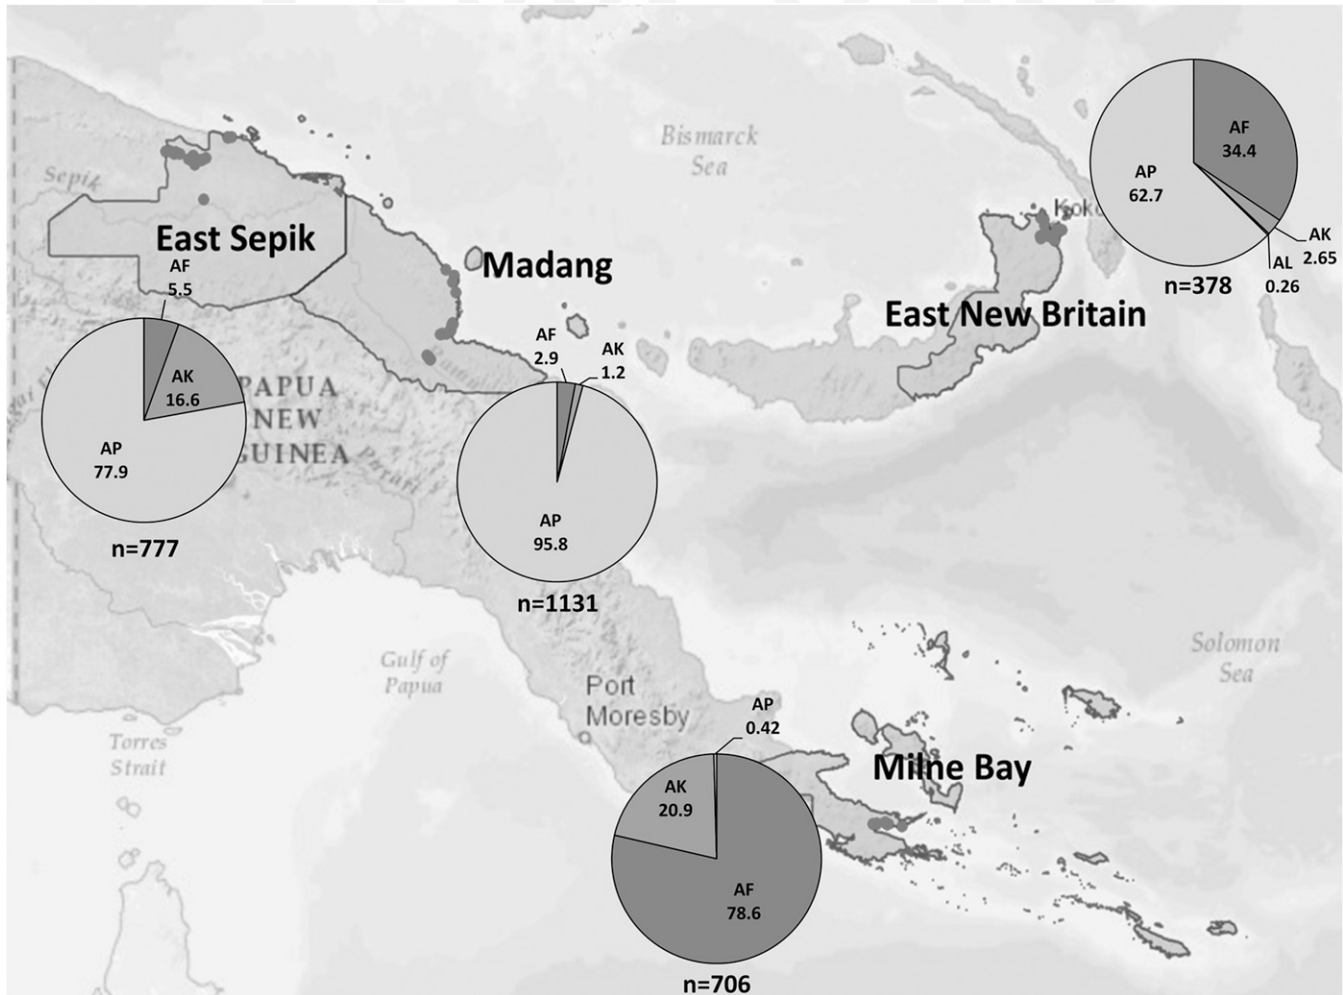 Bismarck
Sea
AF
34.4
AP
62.7
AK
2.65
AL
0.26
n=378
Sepik
East Sepik
Madang
East New Britain
AF
5.5
AK
16.6
AP
77.9
n=777
PAPUA
NEW
GUINEA
Purari
AF
2.9
AK
1.2
AP
95.8
n=1131
Gulf of
Papua
Port
Moresby
Solomon
Sea
Torres
Strait
AP
0.42
Milne Bay
AK
20.9
AF
78.6
n=706